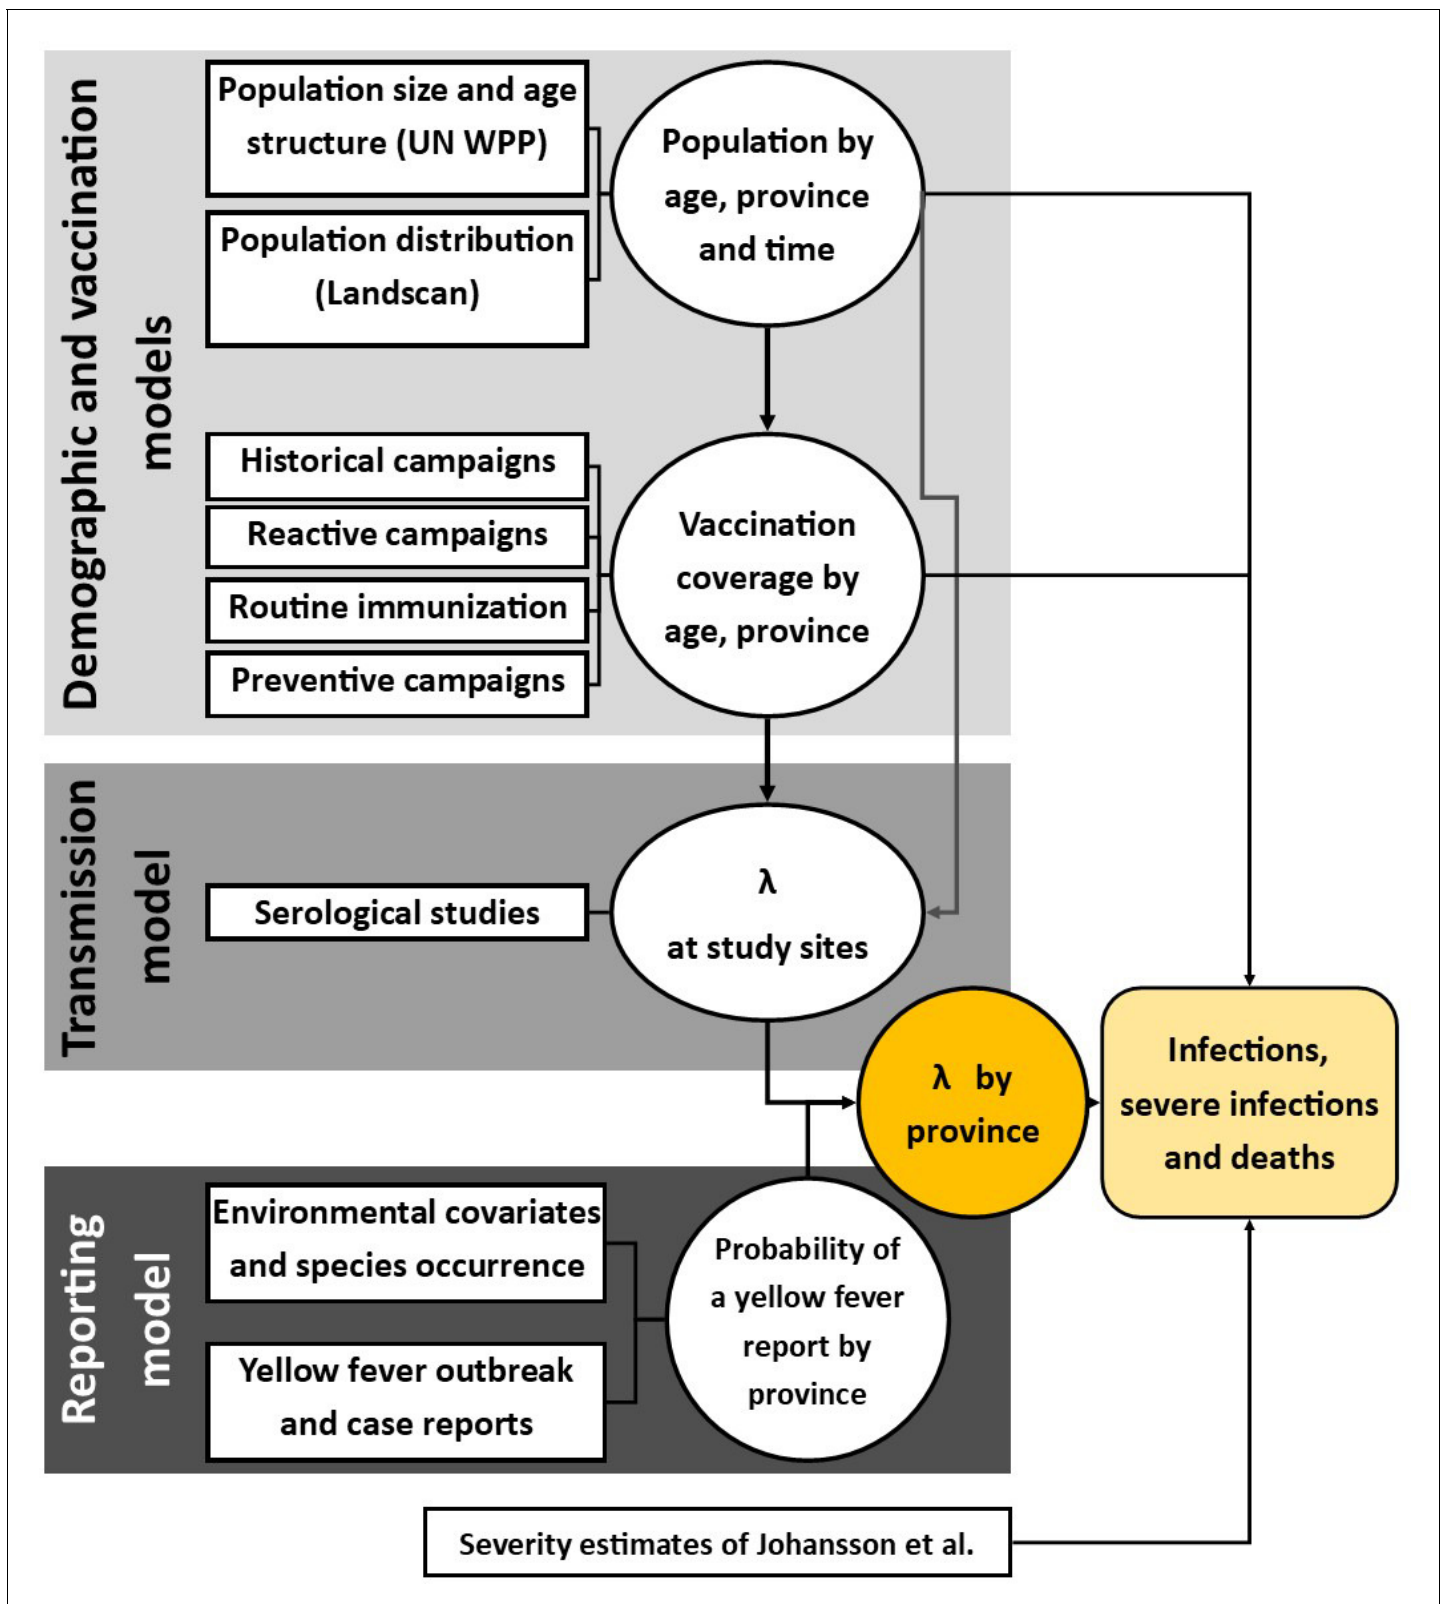 Demographic and vaccination
models
Population size and age
structure (UN WPP)
Population distribution
(Landscan)
Population by
age, province
and time
Historical campaigns
Reactive campaigns
Routine immunization
Preventive campaigns
Vaccination
coverage by
age, province
Transmission
model
Serological studies
λ
at study sites
λ by
province
Infections,
severe infections
and deaths
Reporting
model
Environmental covariates
and species occurrence
Yellow fever outbreak
and case reports
Probability of
a yellow fever
report by
province
Severity estimates of Johansson et al.